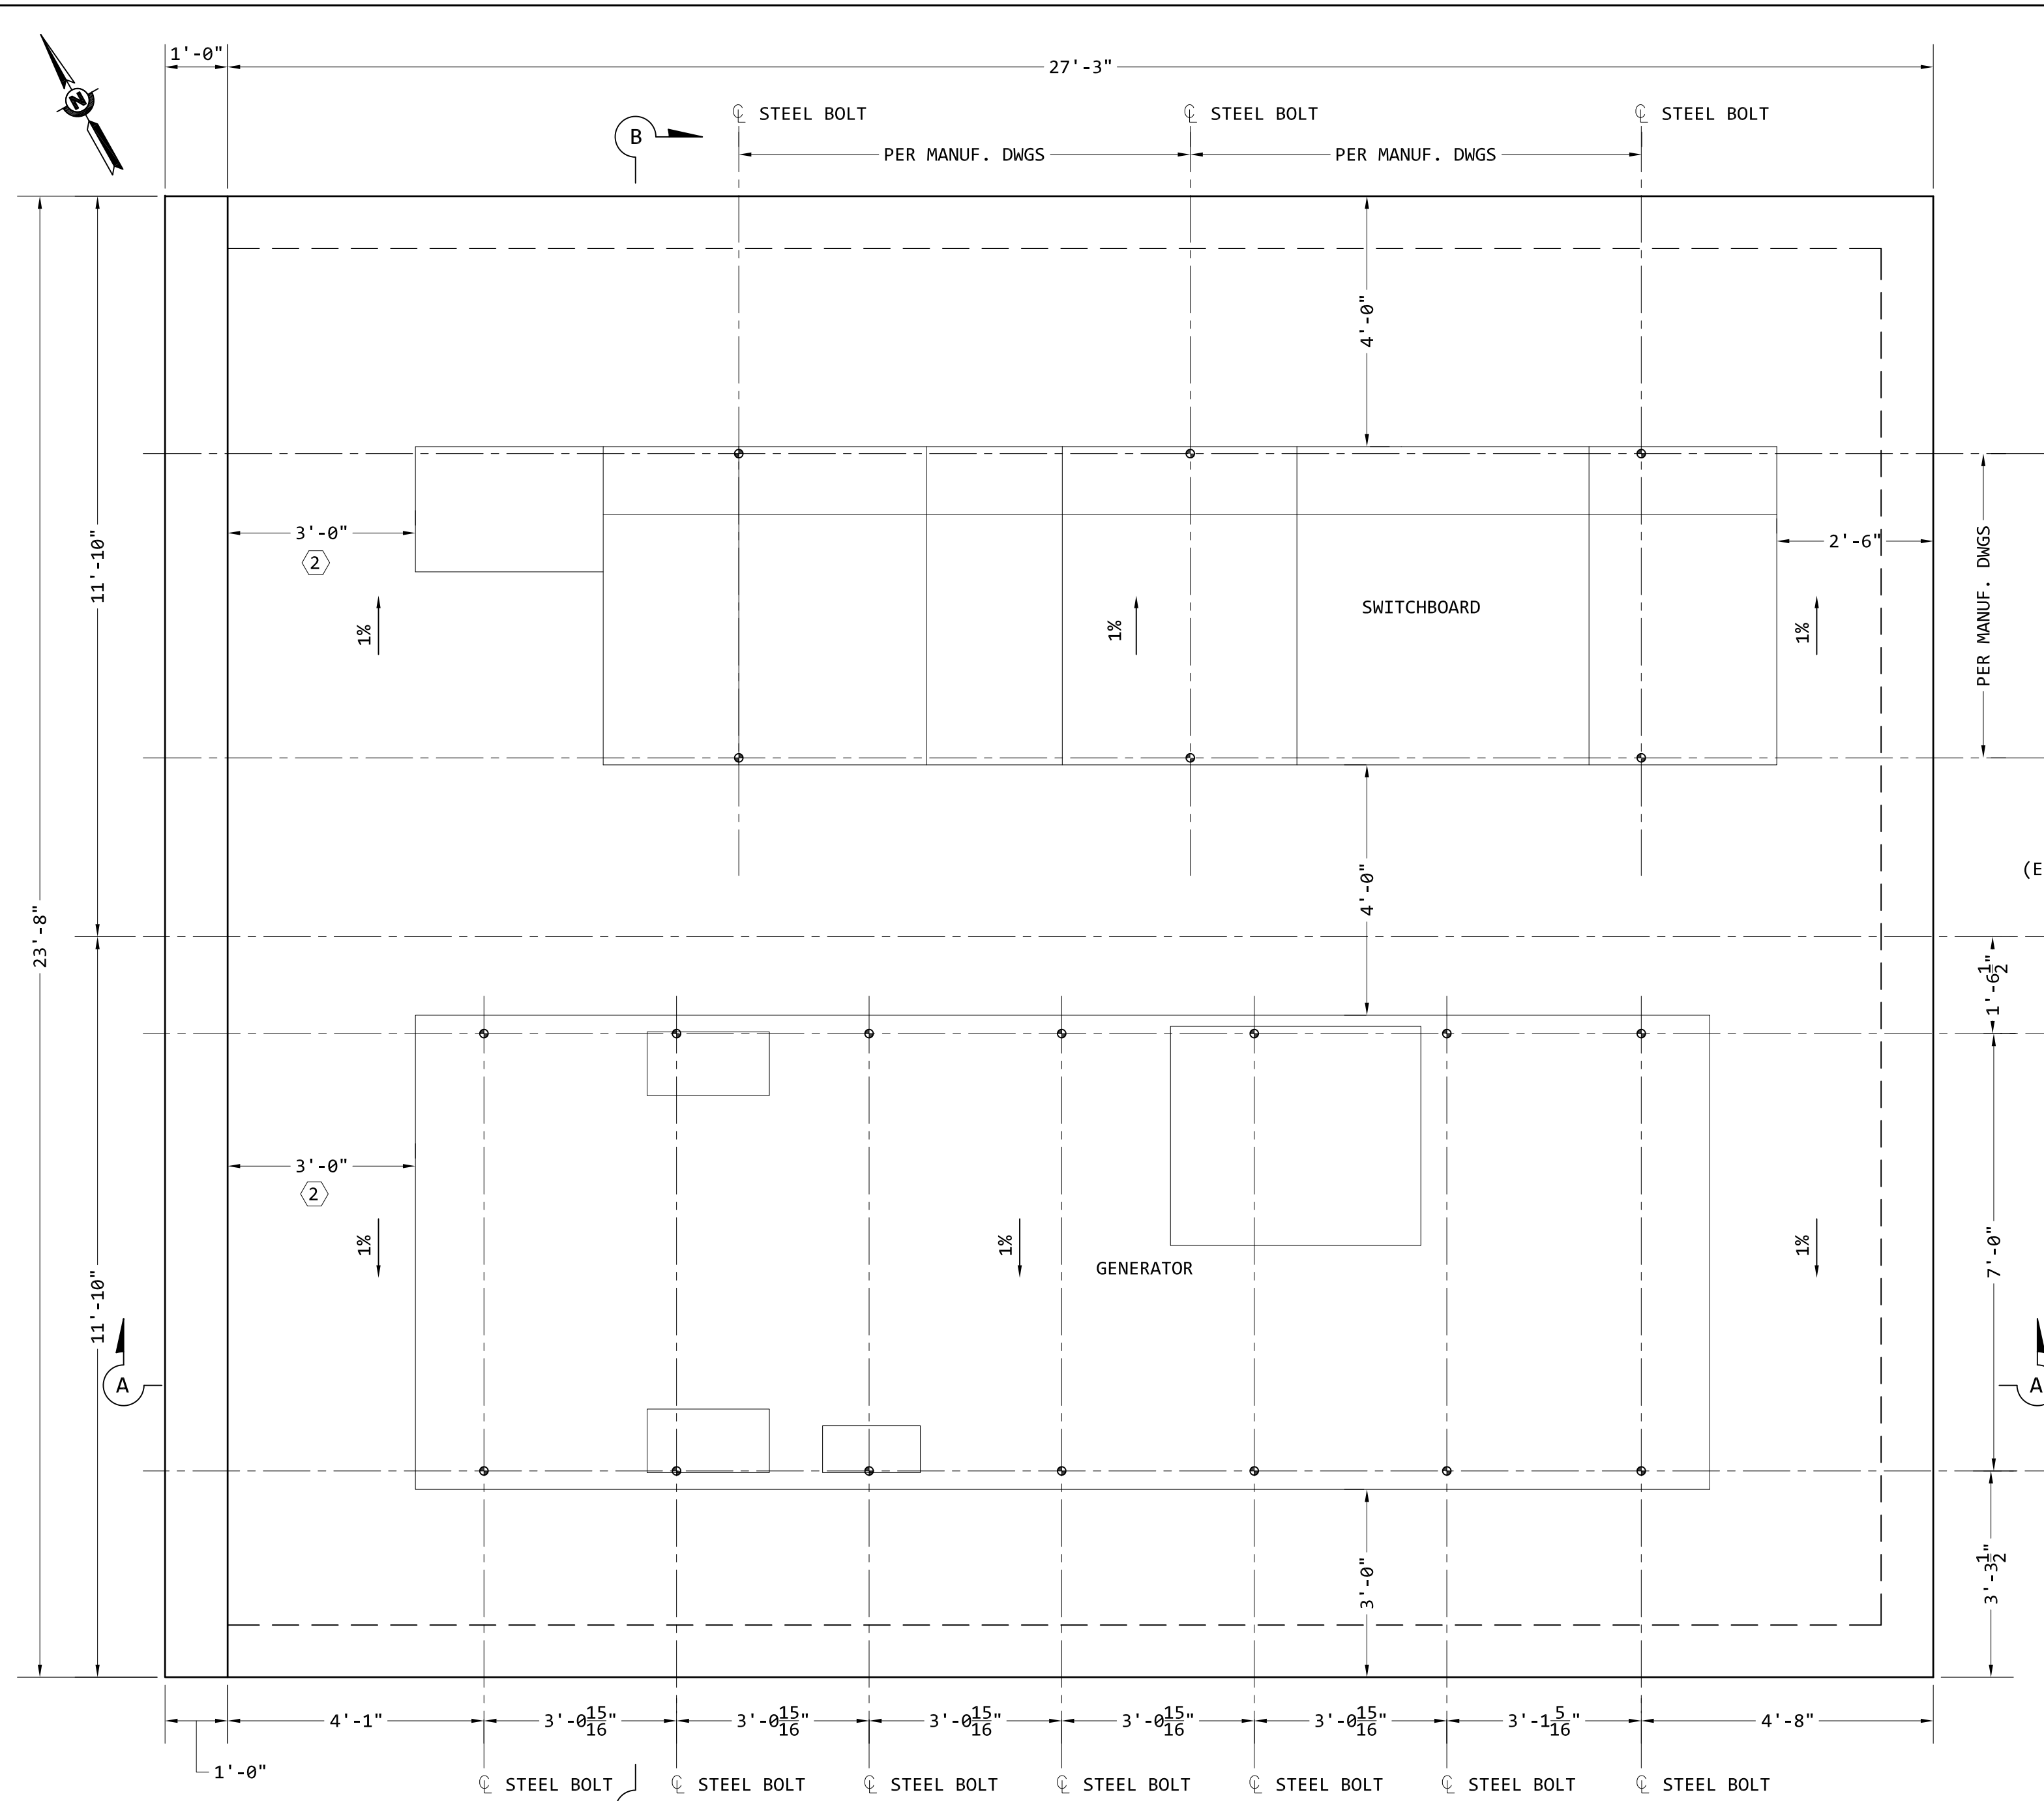 1'-0"
27'-3"
N
℄ STEEL BOLT
℄ STEEL BOLT
℄ STEEL BOLT
B
PER MANUF. DWGS
PER MANUF. DWGS
4'-0"
3'-0"
2
11'-10"
2'-6"
PER MANUF. DWGS
SWITCHBOARD
1%
1%
1%
4'-0"
(E
23'-8"
1'-6 1/2"
3'-0"
2
1%
1%
1%
GENERATOR
7'-0"
11'-10"
A
A
3'-0"
3'-3 1/2"
4'-1"
3'-0 15/16"
3'-0 15/16"
3'-0 15/16"
3'-0 15/16"
3'-0 15/16"
3'-1 5/16"
4'-8"
1'-0"
℄ STEEL BOLT
℄ STEEL BOLT
℄ STEEL BOLT
℄ STEEL BOLT
℄ STEEL BOLT
℄ STEEL BOLT
℄ STEEL BOLT